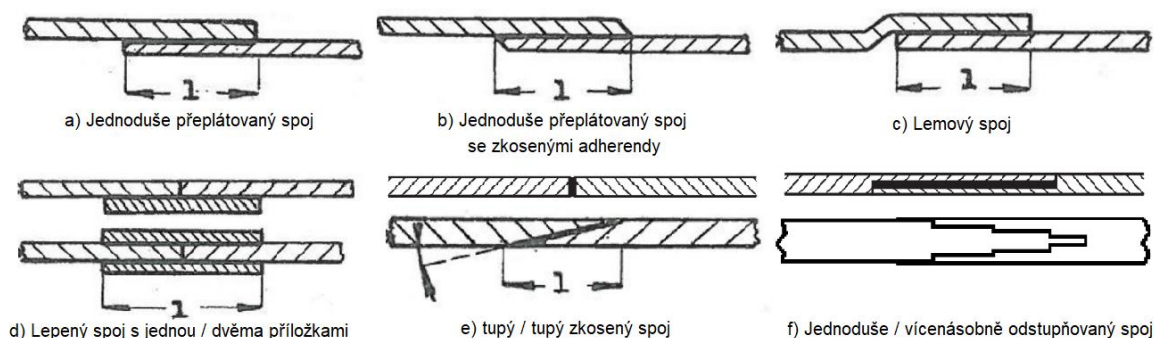 l
l
l
a) Jednoduše přeplátovaný spoj
b) Jednoduše přeplátovaný spoj
se zkosenými adherendy
c) Lemový spoj
l
l
d) Lepený spoj s jednou / dvěma příložkami
e) tupý / tupý zkosený spoj
f) Jednoduše / vícenásobně odstupňovaný spoj